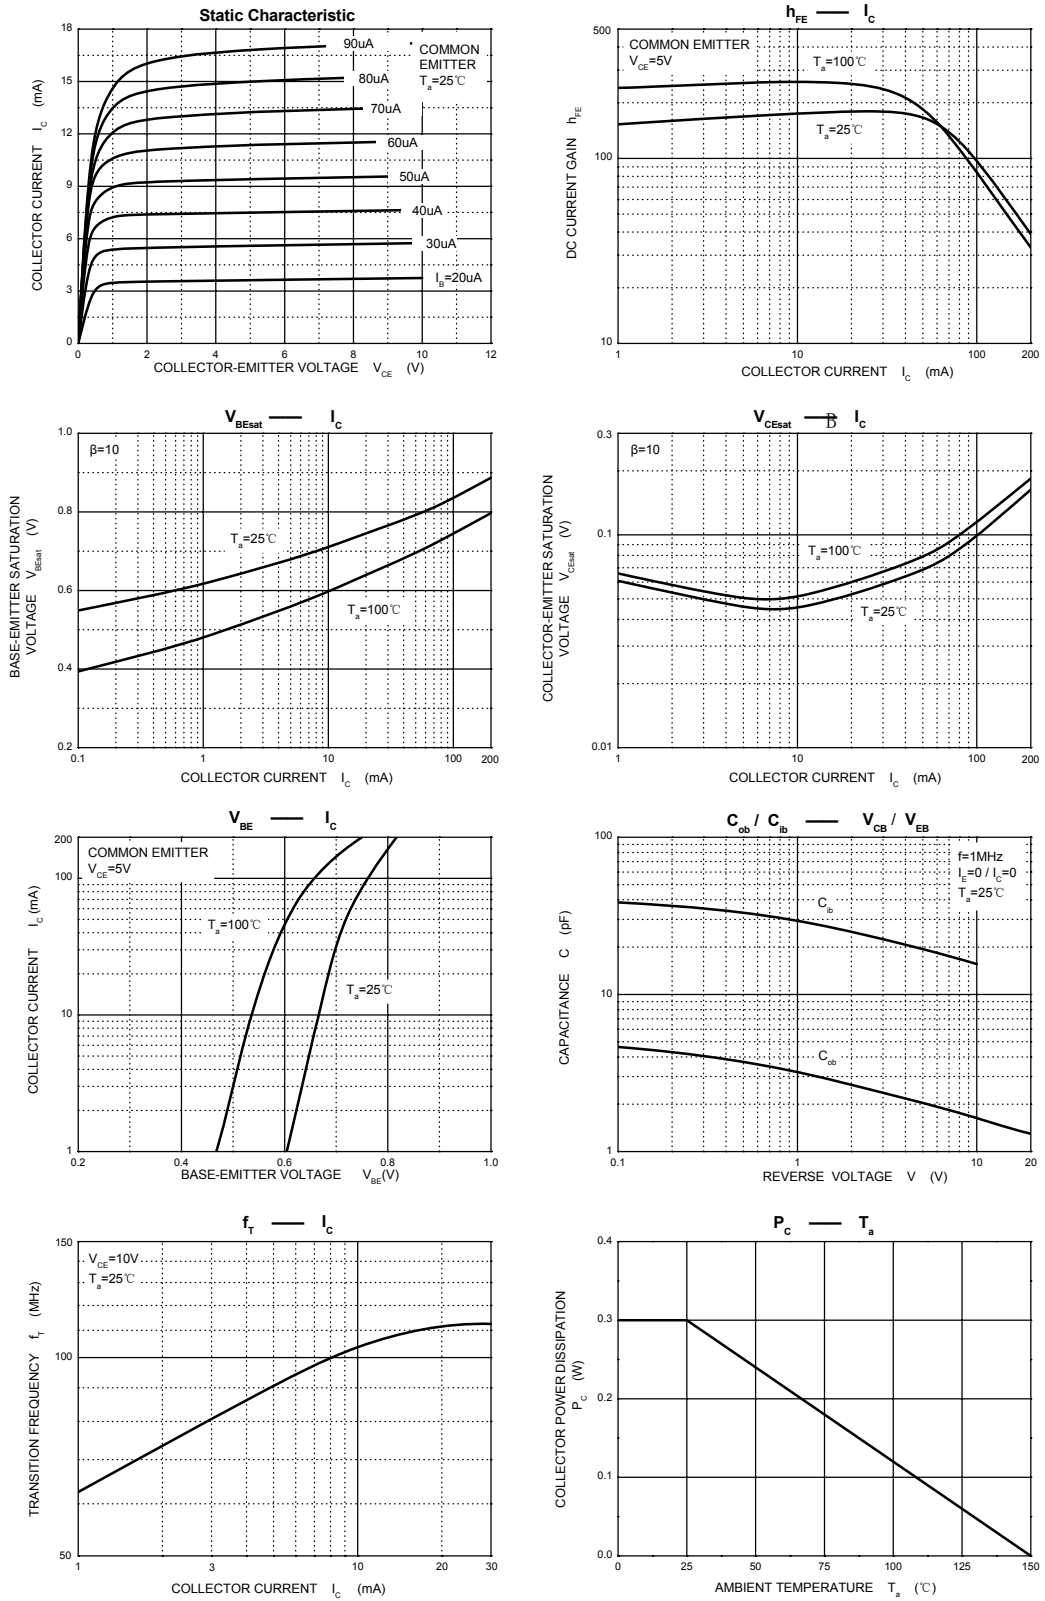 Static Characteristic
18
15
12
9
6
3
0
0
2
4
6
8
10
12
90uA
80uA
70uA
60uA
50uA
40uA
30uA
I_B=20uA
COMMON
EMITTER
T_a=25℃
COLLECTOR CURRENT I_C (mA)
COLLECTOR-EMITTER VOLTAGE V_CE (V)
h_FE —— I_C
500
100
10
1
10
100
200
COMMON EMITTER
V_CE=5V
T_a=100℃
T_a=25℃
DC CURRENT GAIN h_FE
COLLECTOR CURRENT I_C (mA)
V_BEsat —— I_C
1.0
0.8
0.6
0.4
0.2
0.1
1
10
100
200
β=10
T_a=25℃
T_a=100℃
BASE-EMITTER SATURATION
VOLTAGE V_BEsat (V)
COLLECTOR CURRENT I_C (mA)
V_CEsat —B— I_C
0.3
0.1
0.01
1
10
100
200
β=10
T_a=100℃
T_a=25℃
COLLECTOR-EMITTER SATURATION
VOLTAGE V_CEsat (V)
COLLECTOR CURRENT I_C (mA)
V_BE —— I_C
200
100
10
1
0.2
0.4
0.6
0.8
1.0
COMMON EMITTER
V_CE=5V
T_a=100℃
T_a=25℃
COLLECTOR CURRENT I_C (mA)
BASE-EMITTER VOLTAGE V_BE(V)
C_ob / C_ib —— V_CB / V_EB
100
10
1
0.1
1
10
20
f=1MHz
I_E=0 / I_C=0
T_a=25℃
C_ib
C_ob
CAPACITANCE C (pF)
REVERSE VOLTAGE V (V)
f_T —— I_C
150
100
50
1
3
10
20
30
V_CE=10V
T_a=25℃
TRANSITION FREQUENCY f_T (MHz)
COLLECTOR CURRENT I_C (mA)
P_C —— T_a
0.4
0.3
0.2
0.1
0.0
0
25
50
75
100
125
150
COLLECTOR POWER DISSIPATION
P_C (W)
AMBIENT TEMPERATURE T_a (℃)